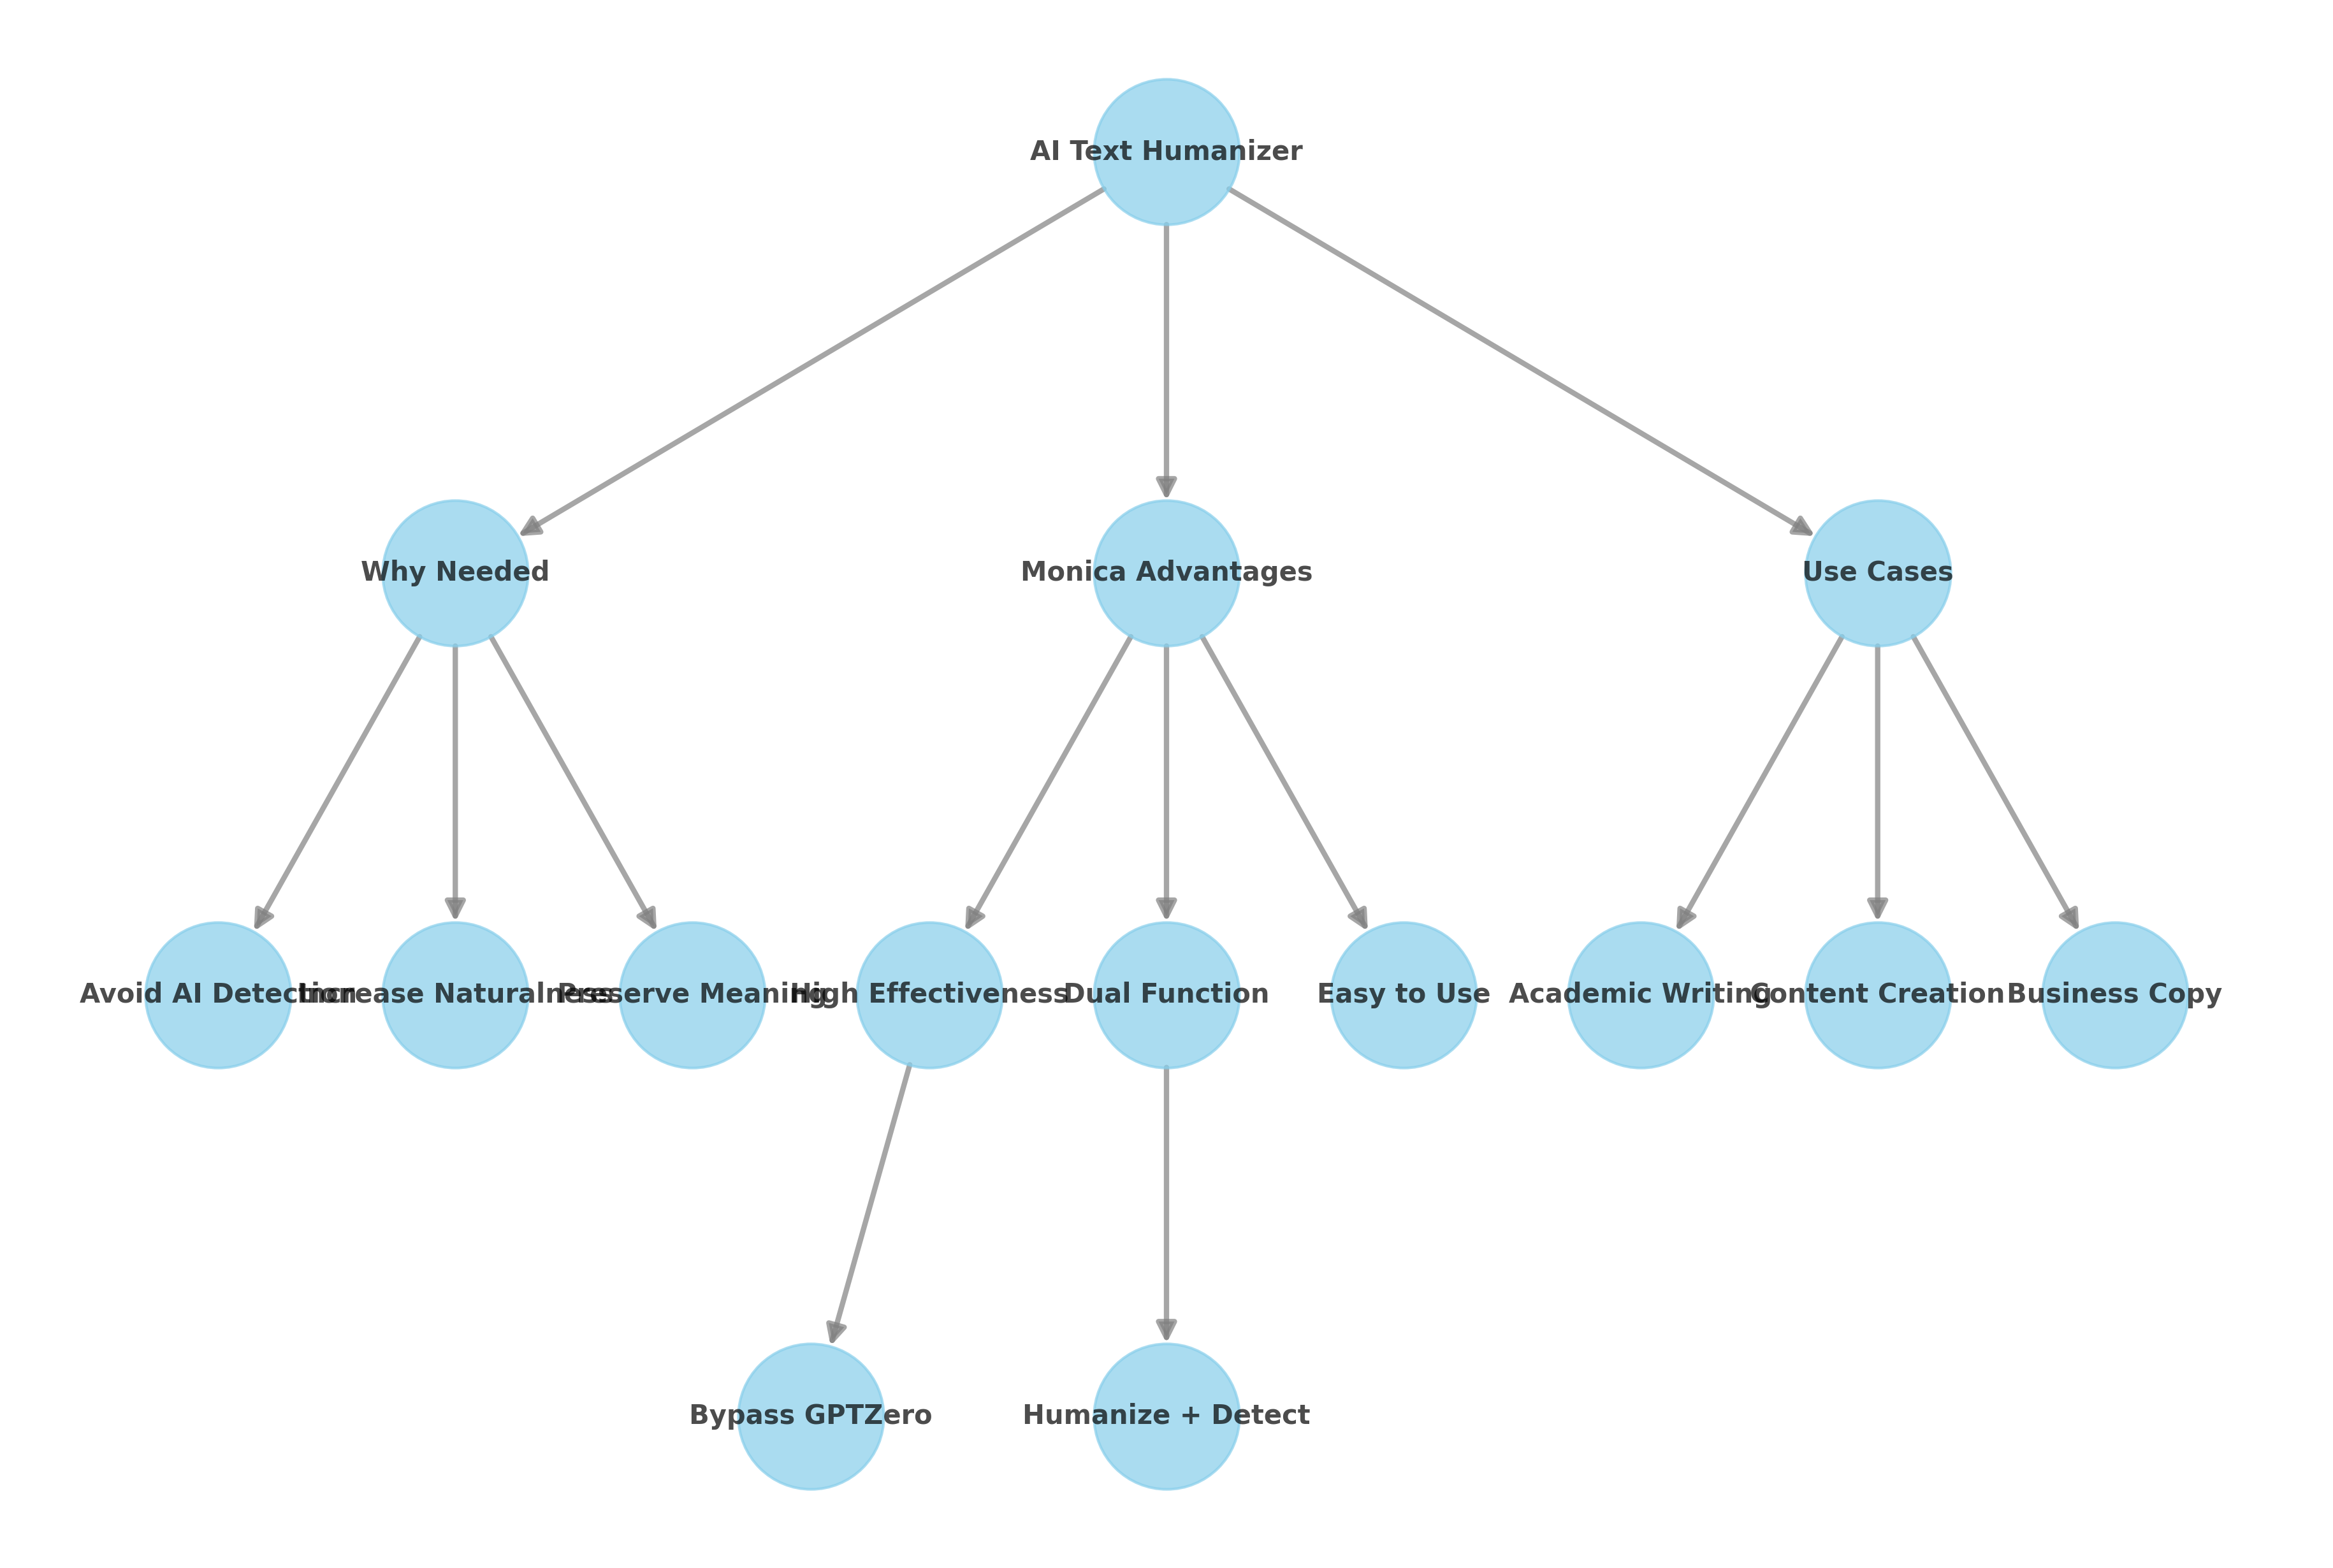 AI Text Humanizer
Why Needed
Monica Advantages
Use Cases
Avoid AI Detection
Increase Naturalness
Preserve Meaning
High Effectiveness
Dual Function
Easy to Use
Academic Writing
Content Creation
Business Copy
Bypass GPTZero
Humanize + Detect